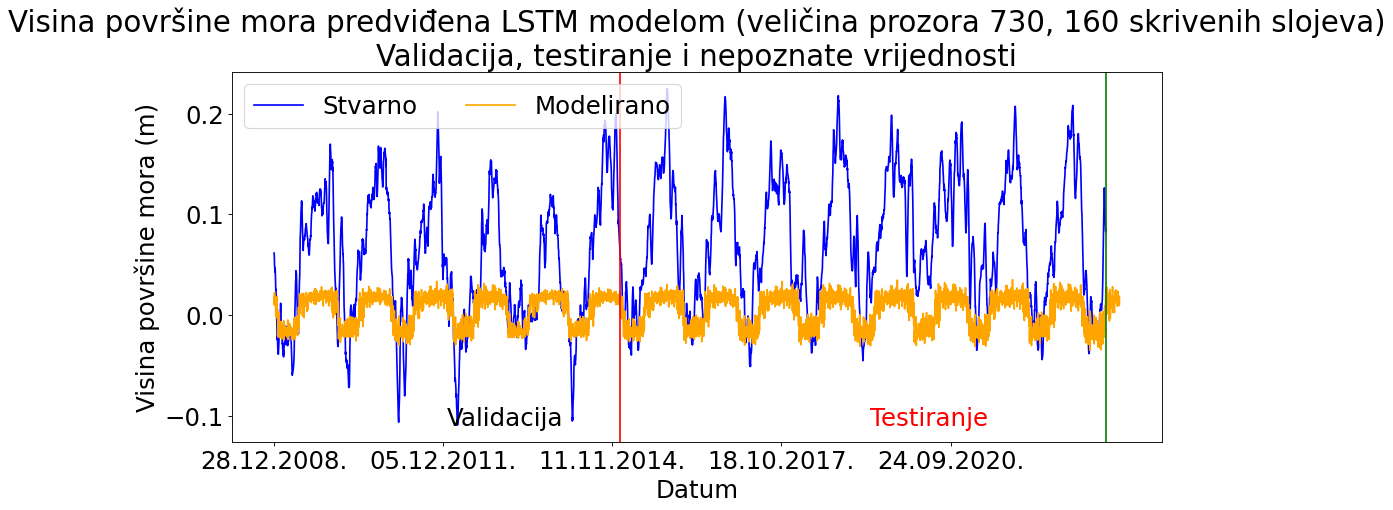 Visina površine mora predviđena LSTM modelom (veličina prozora 730, 160 skrivenih slojeva)
Validacija, testiranje i nepoznate vrijednosti
Stvarno
Modelirano
Visina površine mora (m)
0.2
0.1
0.0
−0.1
Validacija
Testiranje
28.12.2008.
05.12.2011.
11.11.2014.
18.10.2017.
24.09.2020.
Datum